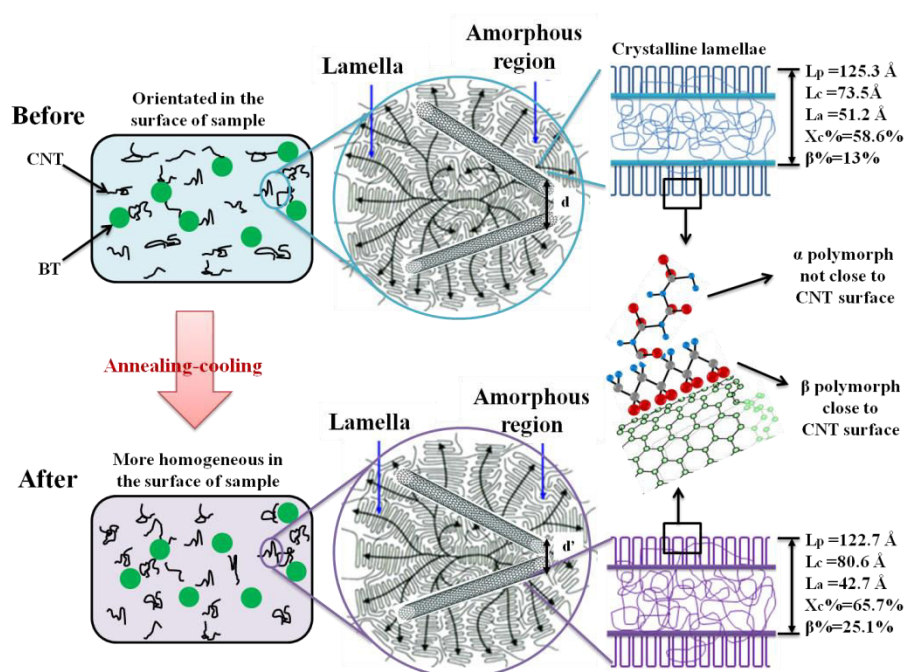 Before
Orientated in the
surface of sample
CNT
BT
Lamella
Amorphous
region
d
Crystalline lamellae
Lp =125.3 Å
Lc =73.5Å
La =51.2 Å
Xc%=58.6%
β%=13%
α polymorph
not close to
CNT surface
β polymorph
close to
CNT surface
Annealing-cooling
After
More homogeneous in
the surface of sample
Lamella
Amorphous
region
d'
Lp =122.7 Å
Lc =80.6 Å
La =42.7 Å
Xc%=65.7%
β%=25.1%